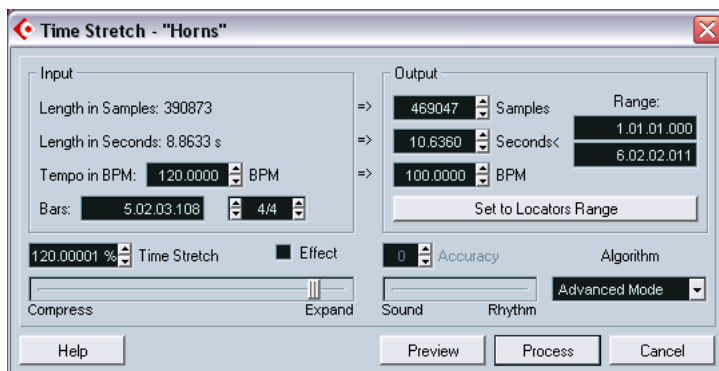 Time Stretch - "Horns"
Input
Length in Samples: 390873
Length in Seconds: 8.8633 s
Tempo in BPM: 120.0000 BPM
Bars: 5.02.03.108 4/4
=>
=>
=>
Output
469047 Samples
10.6360 Seconds<
100.0000 BPM
Range:
1.01.01.000
6.02.02.011
Set to Locators Range
120.00001 % Time Stretch Effect
Compress Expand
0 Accuracy
Sound Rhythm
Algorithm
Advanced Mode
Help Preview Process Cancel